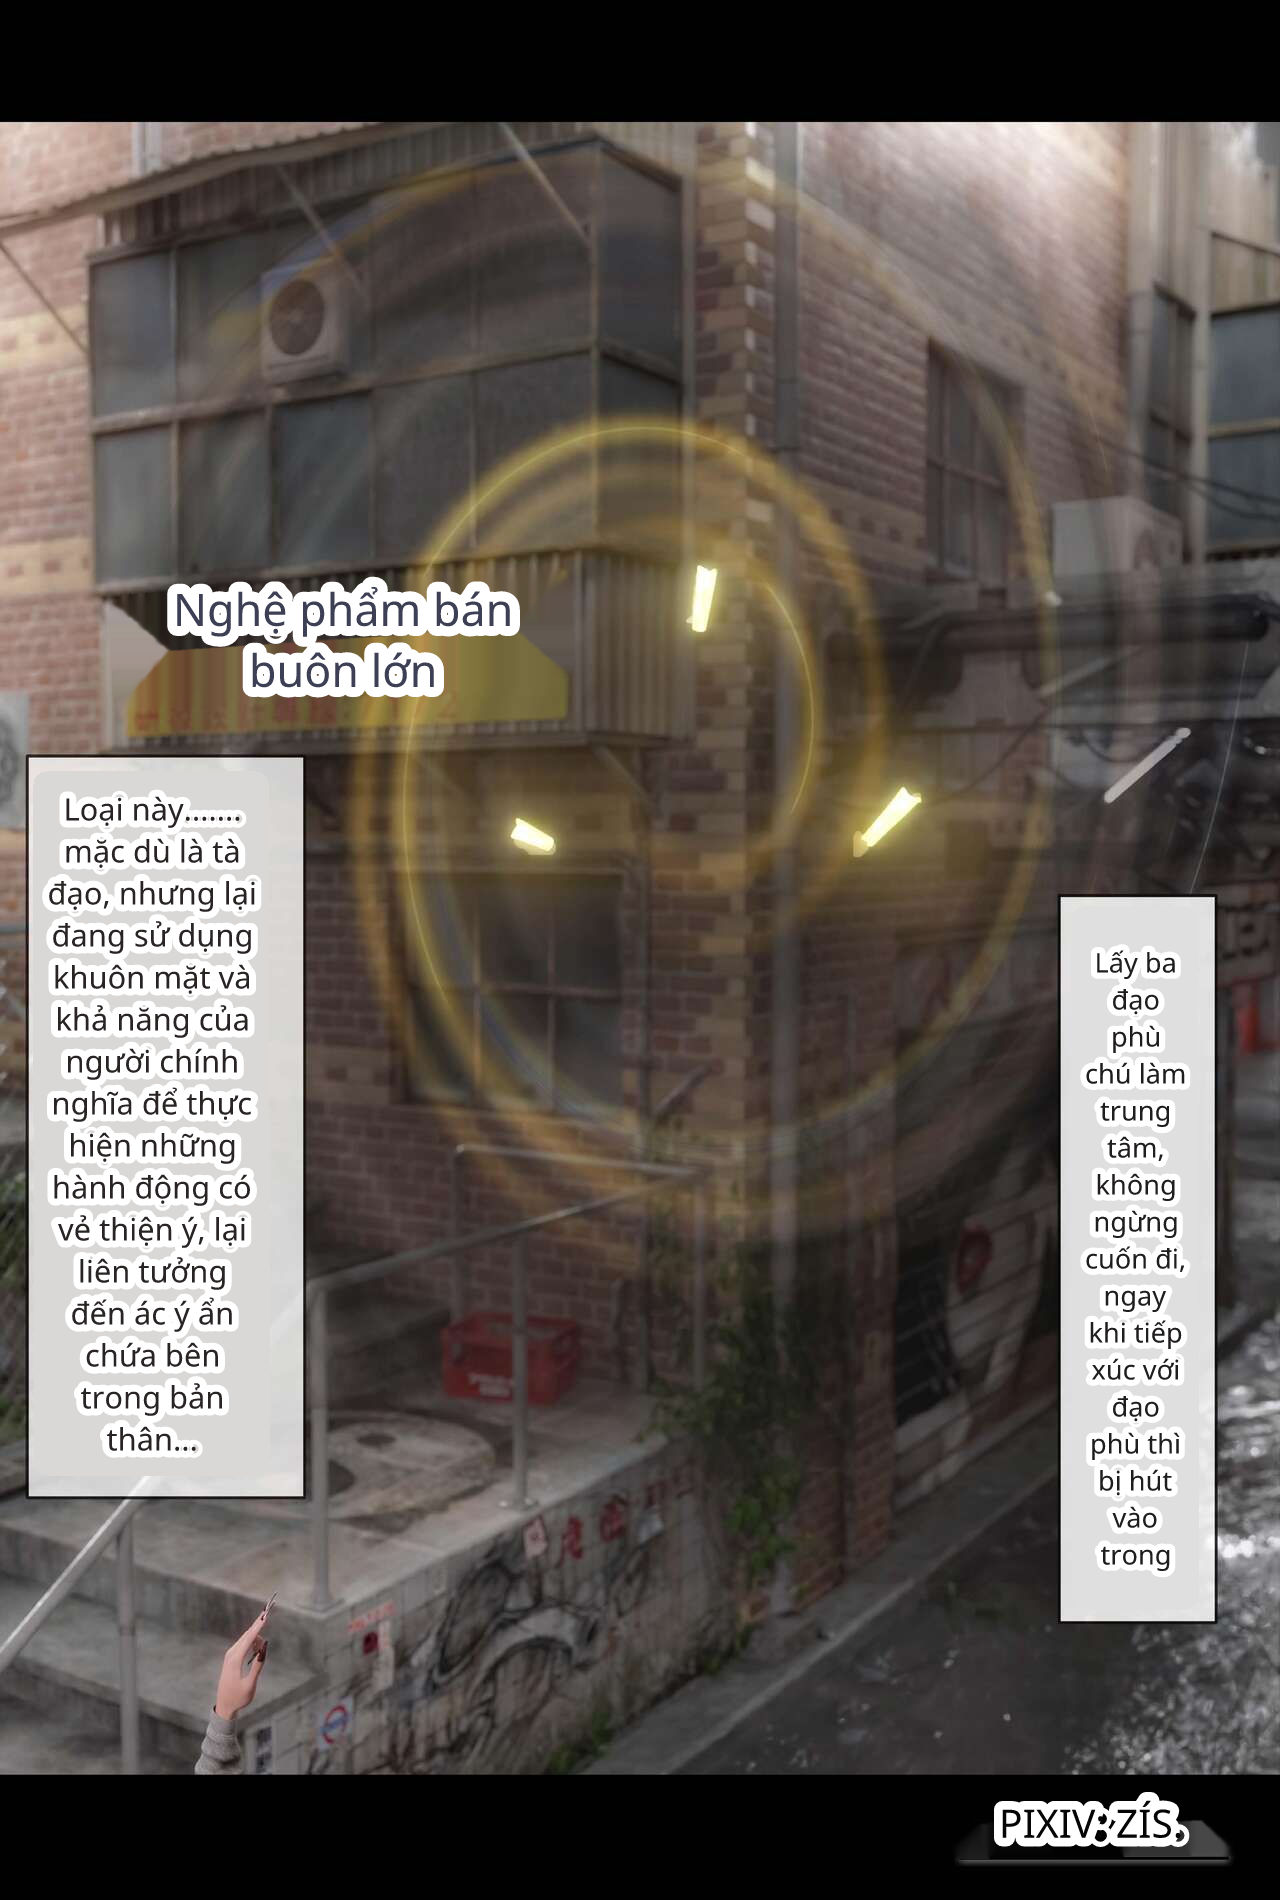 Nghệ phẩm bán
buôn lớn
Loại này.......
mặc dù là tà
đạo, nhưng lại
đang sử dụng
khuôn mặt và
khả năng của
người chính
nghĩa để thực
hiện những
hành động có
vẻ thiện ý, lại
liên tưởng
đến ác ý ẩn
chứa bên
trong bản
thân...
Lấy ba
đạo
phù
chú làm
trung
tâm,
không
ngừng
cuốn đi,
ngay
khi tiếp
xúc với
đạo
phù thì
bị hút
vào
trong
PIXIV:ZÍS,